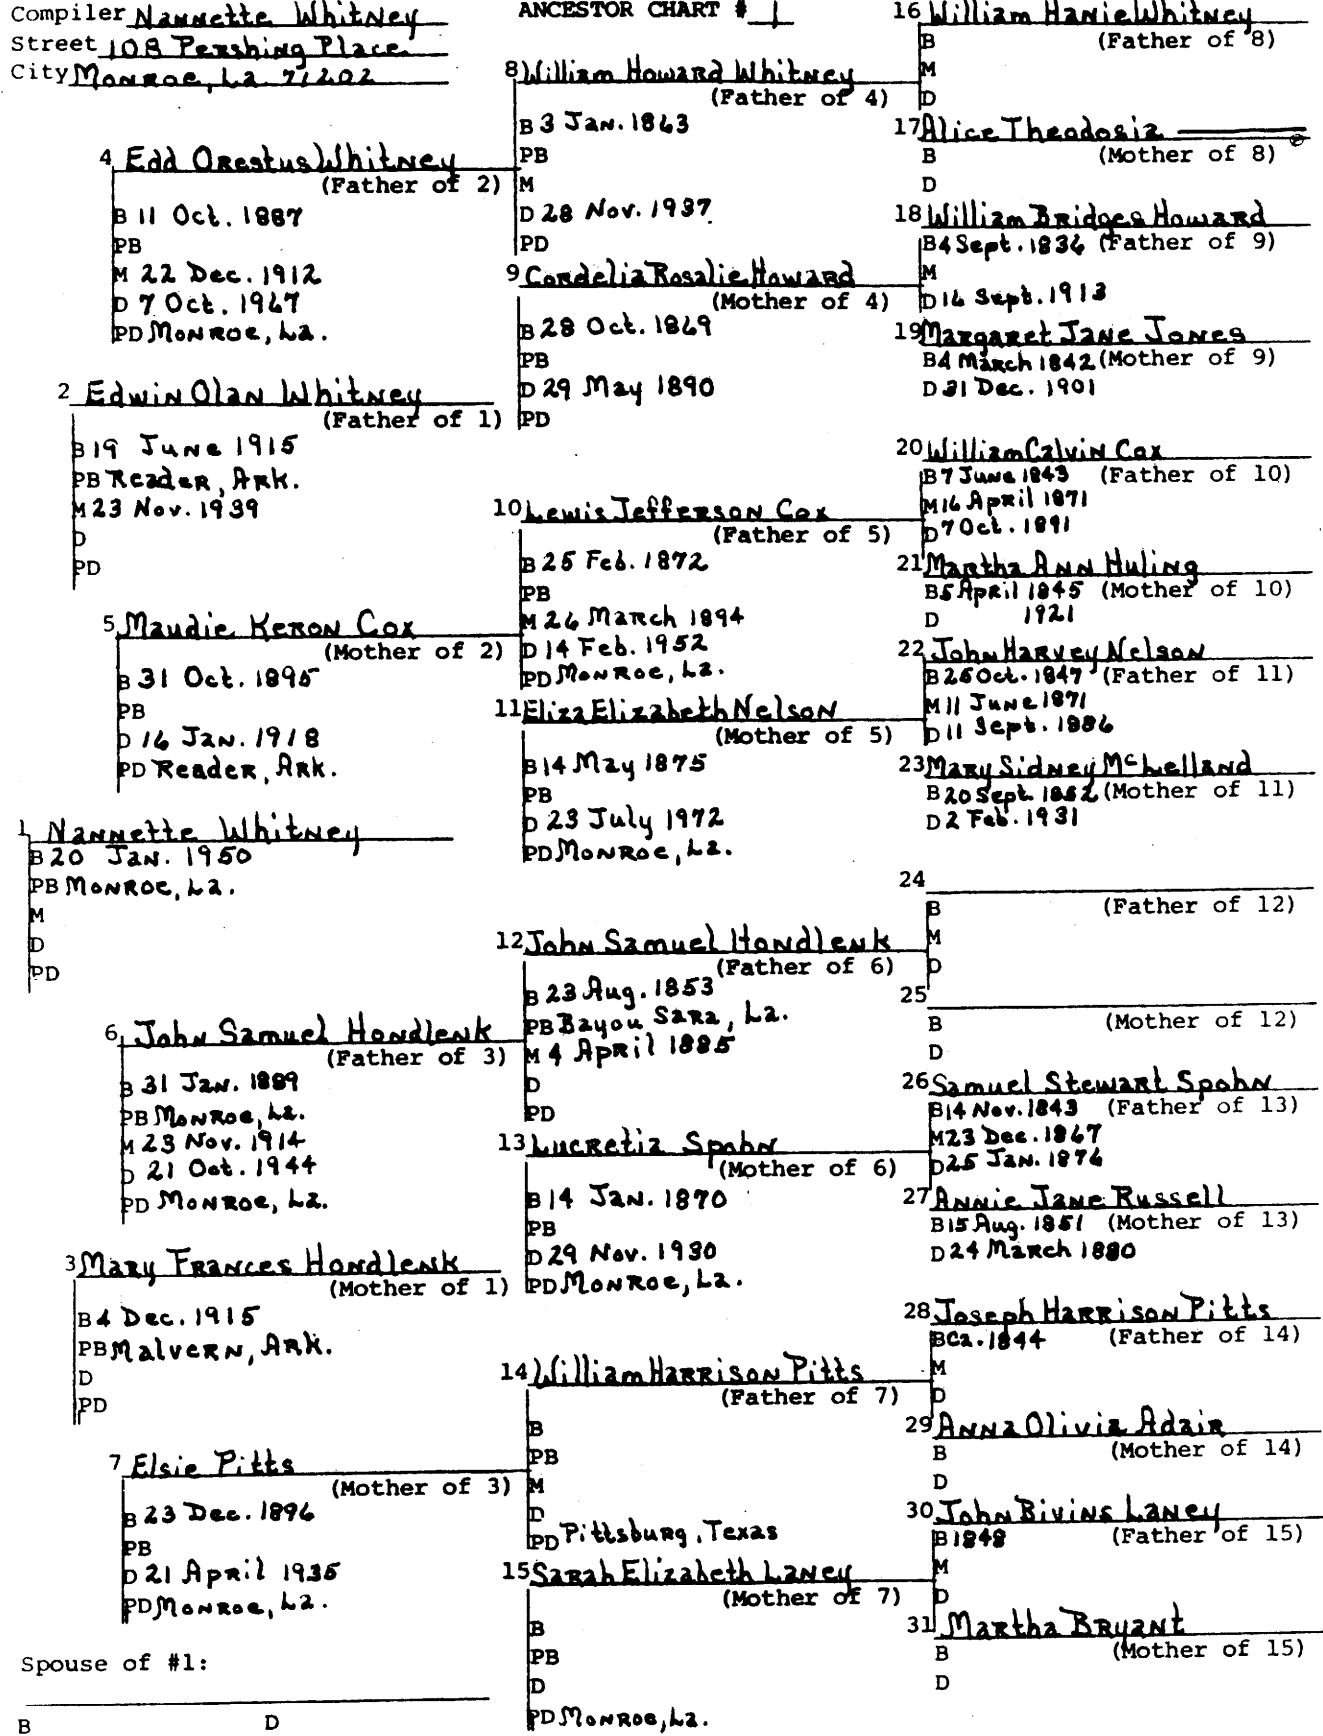 Compiler Nannette Whitney
Street 108 Pershing Place
City Monroe, La 71202
ANCESTOR CHART # 1
4 Edd Orestus Whitney
(Father of 2)
B 11 Oct. 1887
PB
M 22 Dec. 1912
D 7 Oct. 1967
PD Monroe, La.
2 Edwin Olan Whitney
(Father of 1)
B 19 June 1915
PB Reader, Ark.
M 23 Nov. 1939
D
PD
5 Maudie Keron Cox
(Mother of 2)
B 31 Oct. 1895
PB
D 16 Jan. 1918
PD Reader, Ark.
1 Nannette Whitney
B 20 Jan. 1950
PB Monroe, La.
M
D
PD
6 John Samuel Hondlenk
(Father of 3)
B 31 Jan. 1889
PB Monroe, La.
M 23 Nov. 1914
D 21 Oct. 1944
PD Monroe, La.
3 Mary Frances Hondlenk
(Mother of 1)
B 4 Dec. 1915
PB Malvern, Ark.
D
PD
7 Elsie Pitts
(Mother of 3)
B 23 Dec. 1896
PB
D 21 April 1935
PD Monroe, La.
Spouse of #1:
B D
8 William Howard Whitney
(Father of 4)
B 3 Jan. 1863
PB
M
D 28 Nov. 1937
PD
9 Cordelia Rosalie Howard
(Mother of 4)
B 28 Oct. 1869
PB
D 29 May 1890
PD
10 Lewis Jefferson Cox
(Father of 5)
B 25 Feb. 1872
PB
M 26 March 1894
D 14 Feb. 1952
PD Monroe, La.
11 Eliza Elizabeth Nelson
(Mother of 5)
B 14 May 1875
PB
D 23 July 1972
PD Monroe, La.
12 John Samuel Hondlenk
(Father of 6)
B 23 Aug. 1853
PB Bayou Sara, La.
M 4 April 1885
D
PD
13 Lucretia Spohn
(Mother of 6)
B 14 Jan. 1870
PB
D 29 Nov. 1930
PD Monroe, La.
14 William Harrison Pitts
(Father of 7)
B
PB
M
D
PD Pittsburg, Texas
15 Sarah Elizabeth Laney
(Mother of 7)
B
PB
D
PD Monroe, La.
16 William Hanie Whitney
B (Father of 8)
M
D
17 Alice Theodosia
B (Mother of 8)
D
18 William Bridges Howard
B 4 Sept. 1836 (Father of 9)
M
D 16 Sept. 1913
19 Margaret Jane Jones
B 4 March 1842 (Mother of 9)
D 31 Dec. 1901
20 William Calvin Cox
B 7 June 1843 (Father of 10)
M 16 April 1871
D 7 Oct. 1891
21 Martha Ann Huling
B 5 April 1845 (Mother of 10)
D 1921
22 John Harvey Nelson
B 25 Oct. 1847 (Father of 11)
M 11 June 1871
D 11 Sept. 1886
23 Mary Sidney McLelland
B 20 Sept. 1852 (Mother of 11)
D 2 Feb. 1931
24
B (Father of 12)
M
D
25
B (Mother of 12)
D
26 Samuel Stewart Spohn
B 14 Nov. 1843 (Father of 13)
M 23 Dec. 1867
D 25 Jan. 1876
27 Annie Jane Russell
B 15 Aug. 1851 (Mother of 13)
D 24 March 1880
28 Joseph Harrison Pitts
B Ca. 1844 (Father of 14)
M
D
29 Anna Olivia Adair
B (Mother of 14)
D
30 John Bivins Laney
B 1848 (Father of 15)
M
D
31 Martha Bryant
B (Mother of 15)
D